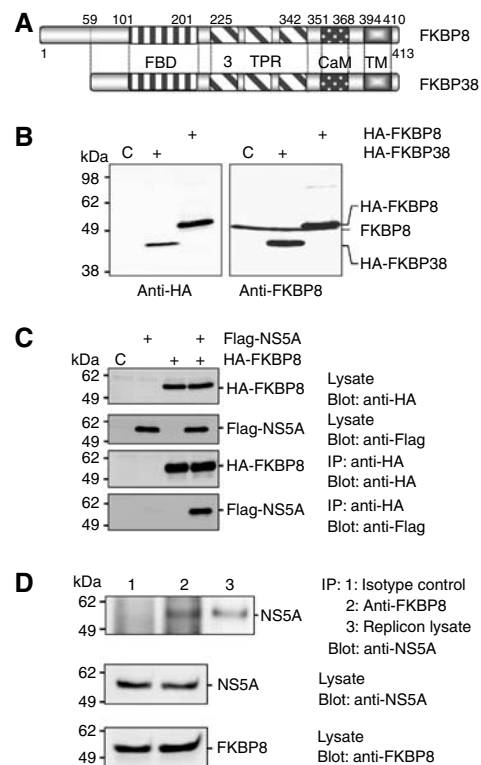 A
59 101 201 225 342 351 368 394 410
FKBP8
1 413
FBD 3 TPR CaM TM
FKBP38
B
+ HA-FKBP8
kDa C + C + HA-FKBP38
98
62
49
38
HA-FKBP8
FKBP8
HA-FKBP38
Anti-HA Anti-FKBP8
C
+ + Flag-NS5A
kDa C + + HA-FKBP8
62
49
HA-FKBP8
Lysate
Blot: anti-HA
62
49
Flag-NS5A
Lysate
Blot: anti-Flag
62
49
HA-FKBP8
IP: anti-HA
Blot: anti-HA
62
49
Flag-NS5A
IP: anti-HA
Blot: anti-Flag
D
kDa 1 2 3
62
49
NS5A
IP: 1: Isotype control
2: Anti-FKBP8
3: Replicon lysate
Blot: anti-NS5A
62
49
NS5A
Lysate
Blot: anti-NS5A
62
49
FKBP8
Lysate
Blot: anti-FKBP8